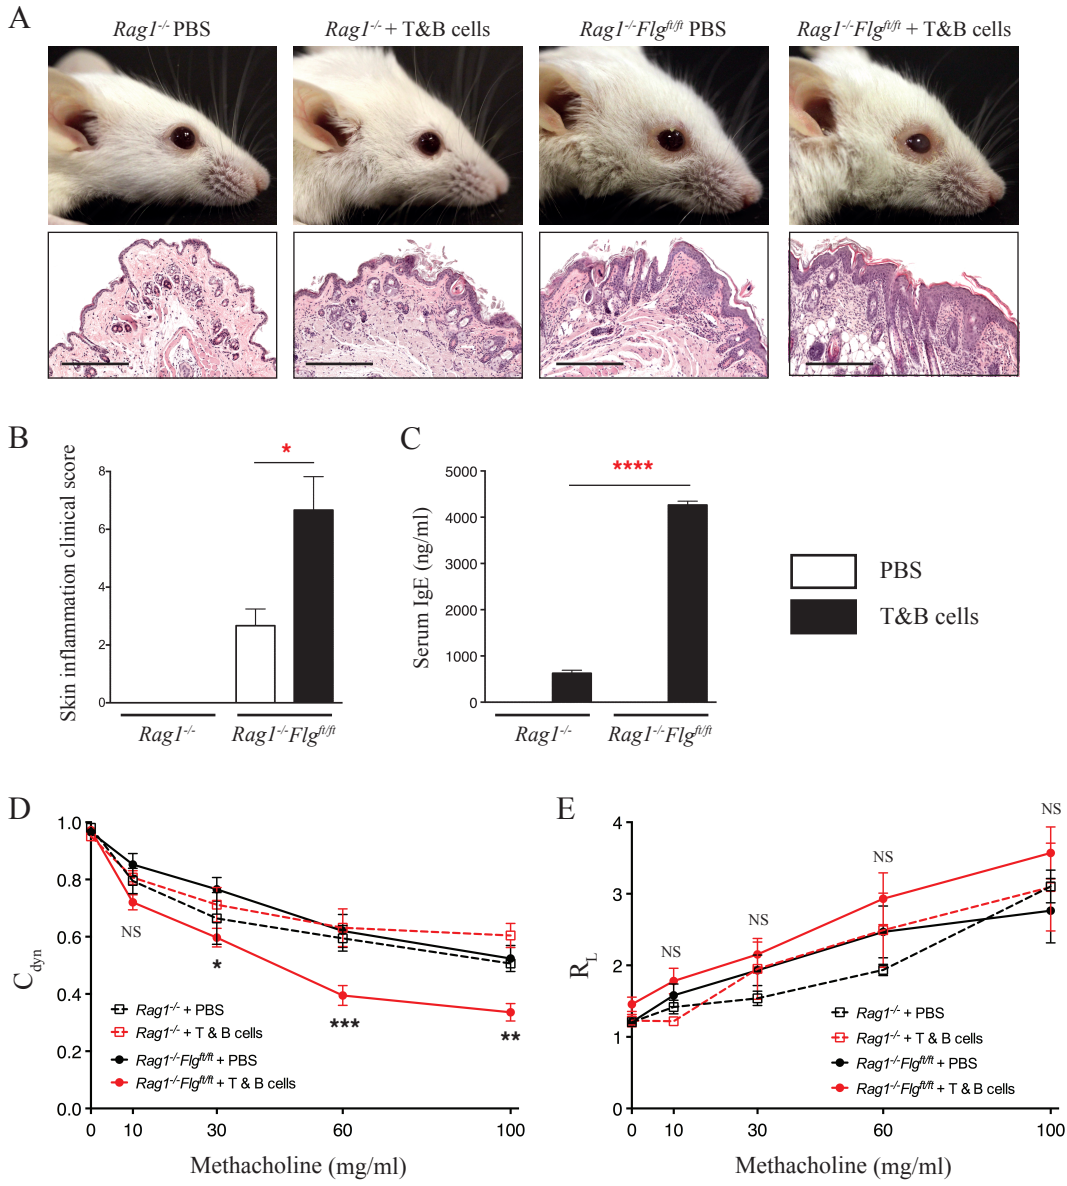 A
Rag1-/- PBS
Rag1-/- + T&B cells
Rag1-/-Flgft/ft PBS
Rag1-/-Flgft/ft + T&B cells
B
Skin inflammation clinical score
8
6
4
2
0
*
Rag1-/-
Rag1-/-Flgft/ft
C
Serum IgE (ng/ml)
5000
4000
3000
2000
1000
0
****
Rag1-/-
Rag1-/-Flgft/ft
PBS
T&B cells
D
Cdyn
1.0
0.8
0.6
0.4
0.2
0.0
NS
*
***
**
Rag1-/- + PBS
Rag1-/- + T & B cells
Rag1-/-Flgft/ft + PBS
Rag1-/-Flgft/ft + T & B cells
0 10 30 60 100
Methacholine (mg/ml)
E
RL
4
3
2
1
0
NS
NS
NS
NS
Rag1-/- + PBS
Rag1-/- + T & B cells
Rag1-/-Flgft/ft + PBS
Rag1-/-Flgft/ft + T & B cells
0 10 30 60 100
Methacholine (mg/ml)